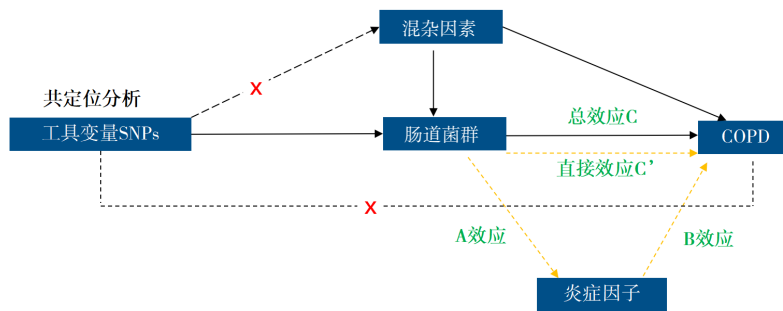 混杂因素
共定位分析
工具变量SNPs
X
肠道菌群
总效应C
COPD
直接效应C’
X
A效应
B效应
炎症因子